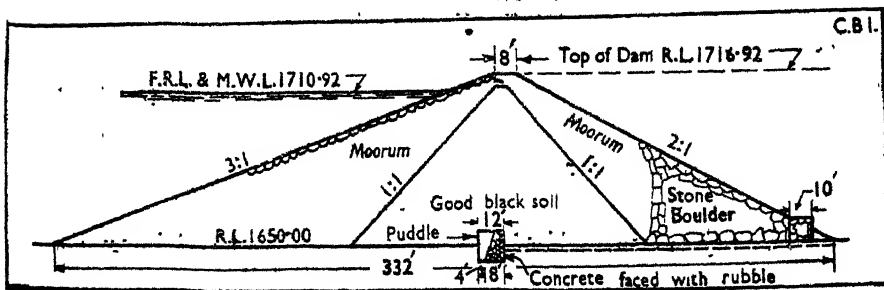 C.B I.
8'
Top of Dam R.L.1716·92
F.R.L. & M.W.L.1710·92
3:1
Moorum
1:1
Moorum
1:1
2:1
Good black soil
12'
Stone
Boulder
10'
R.L.1650·00
Puddle
332'
4'
8'
Concrete faced with rubble